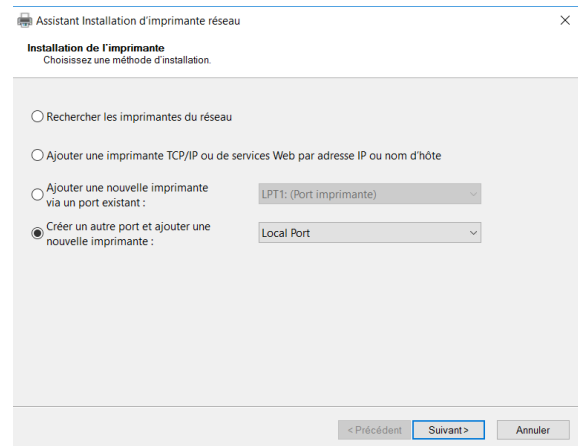 Assistant Installation d'imprimante réseau
Installation de l'imprimante
Choisissez une méthode d'installation.
Rechercher les imprimantes du réseau
Ajouter une imprimante TCP/IP ou de services Web par adresse IP ou nom d'hôte
Ajouter une nouvelle imprimante
via un port existant :
LPT1: (Port imprimante)
Créer un autre port et ajouter une
nouvelle imprimante :
Local Port
< Précédent
Suivant >
Annuler